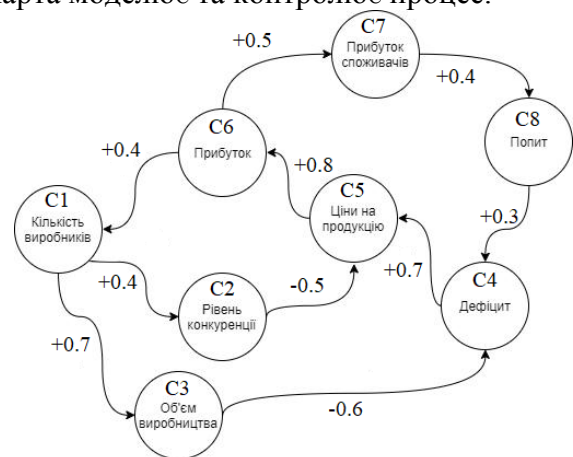 карта моделює та контролює процес.
C7
Прибуток
споживачів
+0.5
+0.4
C8
Попит
C6
Прибуток
+0.4
+0.8
C5
Ціни на
продукцію
+0.3
C1
Кількість
виробників
+0.4
C2
Рівень
конкуренції
-0.5
+0.7
C4
Дефіцит
+0.7
C3
Об'єм
виробництва
-0.6